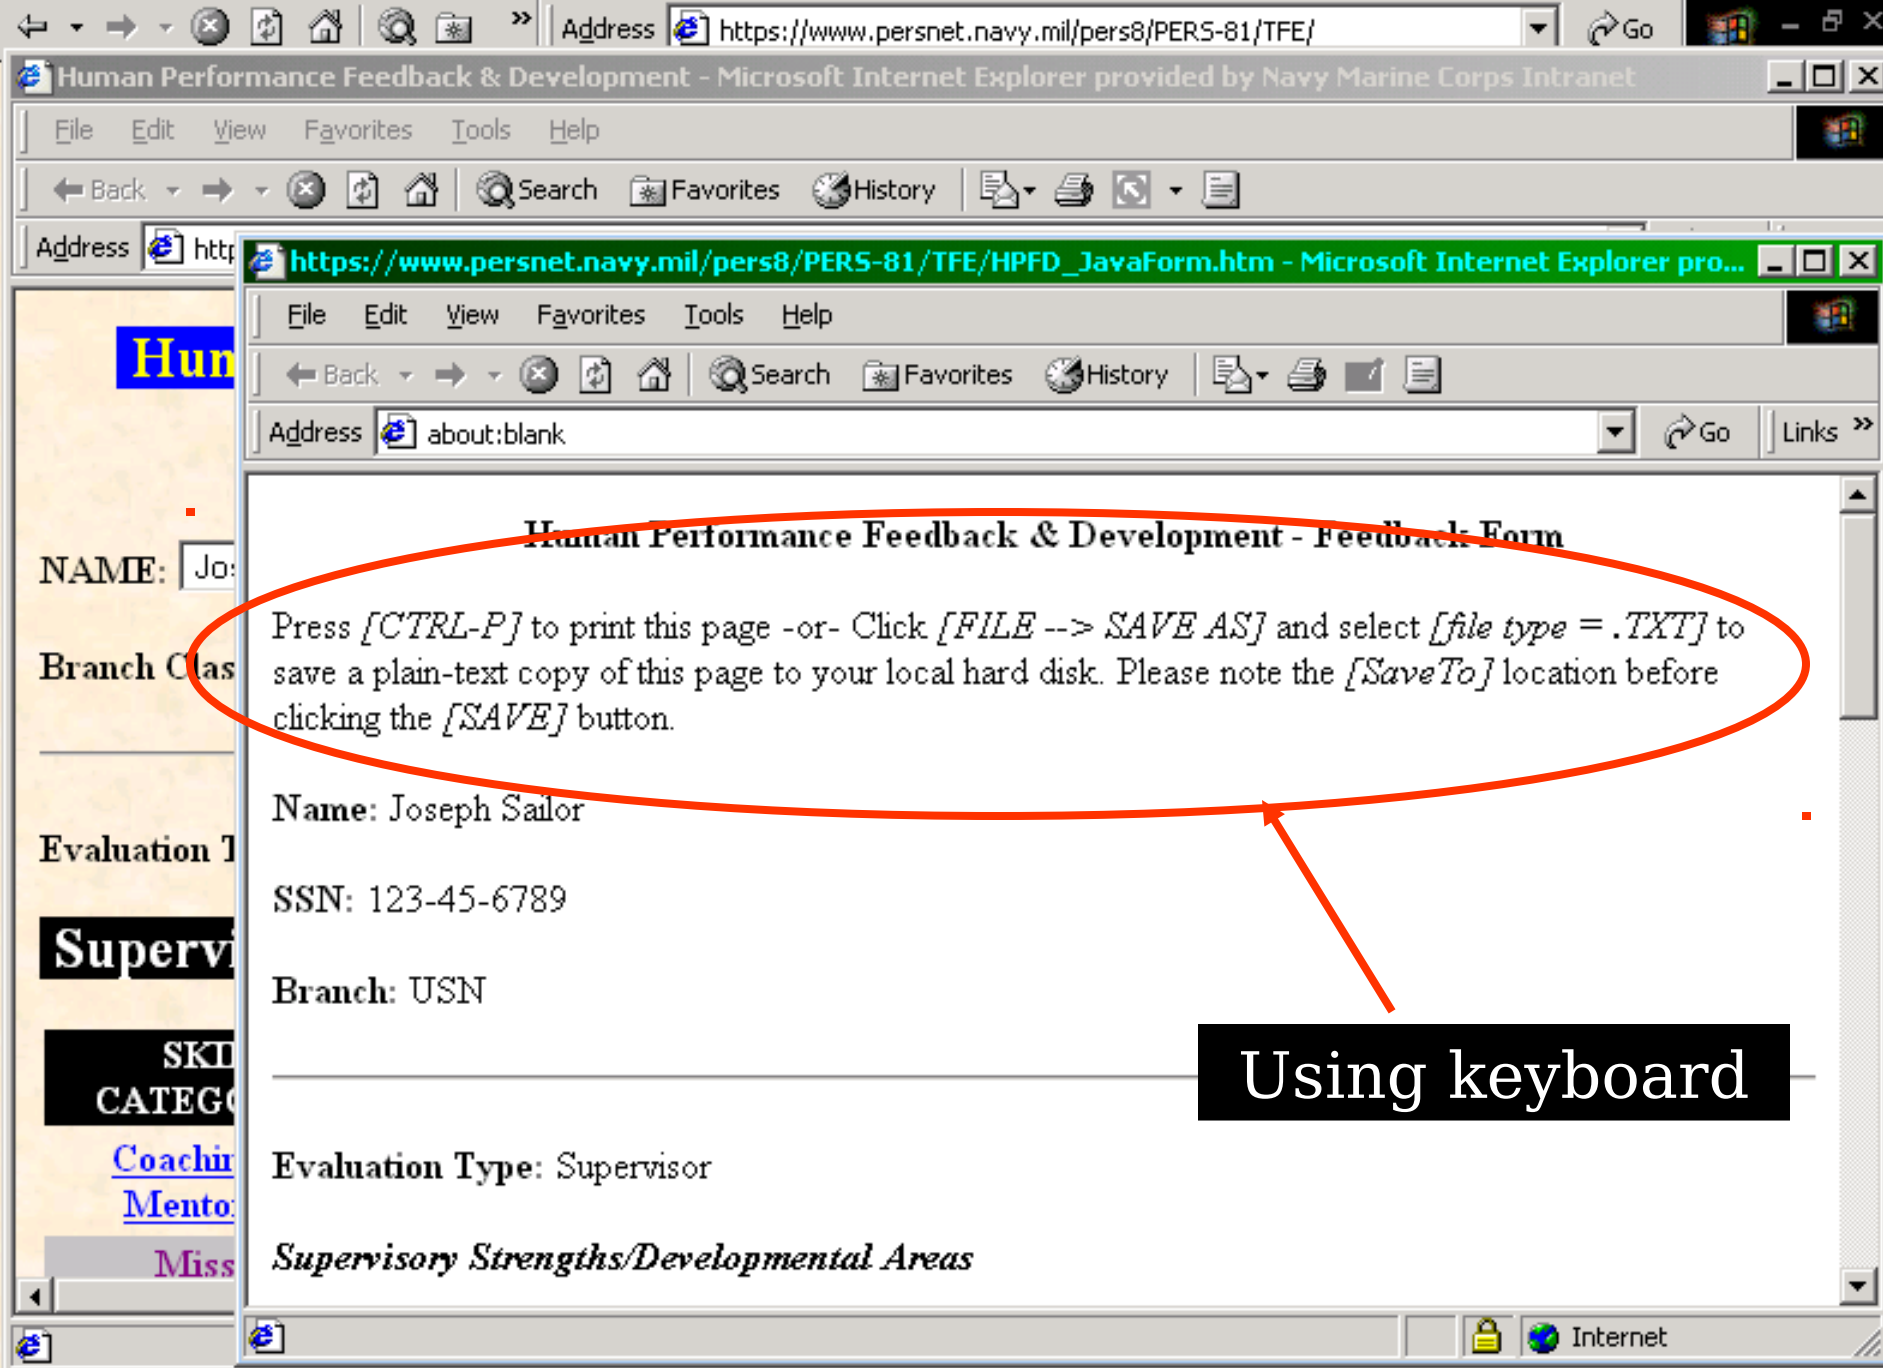 Address https://www.persnet.navy.mil/pers8/PERS-81/TFE/ Go
Human Performance Feedback & Development - Microsoft Internet Explorer provided by Navy Marine Corps Intranet
File Edit View Favorites Tools Help
Back Search Favorites History
Address
https://www.persnet.navy.mil/pers8/PERS-81/TFE/HPFD_JavaForm.htm - Microsoft Internet Explorer pro...
File Edit View Favorites Tools Help
Back Search Favorites History
Address about:blank Go Links
Human Performance Feedback & Development - Feedback Form
NAME:
Press [CTRL-P] to print this page -or- Click [FILE --> SAVE AS] and select [file type = .TXT] to
save a plain-text copy of this page to your local hard disk. Please note the [SaveTo] location before
clicking the [SAVE] button.
Branch
Name: Joseph Sailor
Evaluation
SSN: 123-45-6789
Branch: USN
Using keyboard
Evaluation Type: Supervisor
Supervisory Strengths/Developmental Areas
Internet